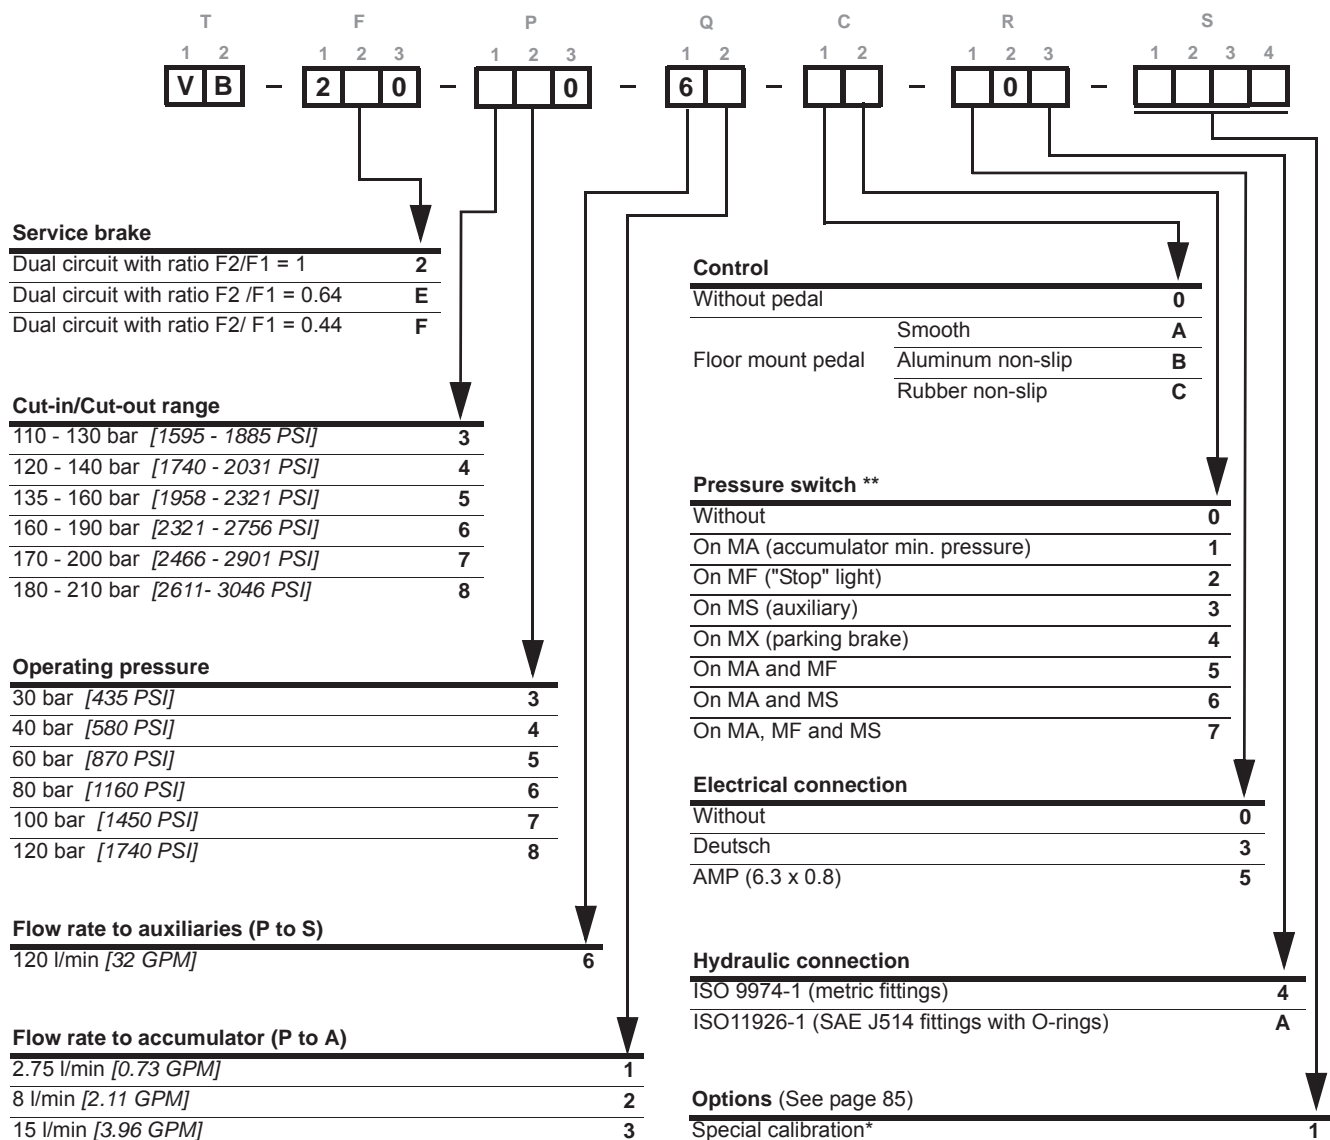 T F P Q C R S
1 2 1 2 3 1 2 3 1 2 1 2 1 2 3 1 2 3 4
V B – 2 0 – 0 – 6 – – 0 –
Service brake
Dual circuit with ratio F2/F1 = 1 2
Dual circuit with ratio F2 /F1 = 0.64 E
Dual circuit with ratio F2/ F1 = 0.44 F
Cut-in/Cut-out range
110 - 130 bar [1595 - 1885 PSI] 3
120 - 140 bar [1740 - 2031 PSI] 4
135 - 160 bar [1958 - 2321 PSI] 5
160 - 190 bar [2321 - 2756 PSI] 6
170 - 200 bar [2466 - 2901 PSI] 7
180 - 210 bar [2611- 3046 PSI] 8
Operating pressure
30 bar [435 PSI] 3
40 bar [580 PSI] 4
60 bar [870 PSI] 5
80 bar [1160 PSI] 6
100 bar [1450 PSI] 7
120 bar [1740 PSI] 8
Flow rate to auxiliaries (P to S)
120 l/min [32 GPM] 6
Flow rate to accumulator (P to A)
2.75 l/min [0.73 GPM] 1
8 l/min [2.11 GPM] 2
15 l/min [3.96 GPM] 3
Control
Without pedal 0
Smooth A
Floor mount pedal Aluminum non-slip B
Rubber non-slip C
Pressure switch **
Without 0
On MA (accumulator min. pressure) 1
On MF ("Stop" light) 2
On MS (auxiliary) 3
On MX (parking brake) 4
On MA and MF 5
On MA and MS 6
On MA, MF and MS 7
Electrical connection
Without 0
Deutsch 3
AMP (6.3 x 0.8) 5
Hydraulic connection
ISO 9974-1 (metric fittings) 4
ISO11926-1 (SAE J514 fittings with O-rings) A
Options (See page 85)
Special calibration* 1